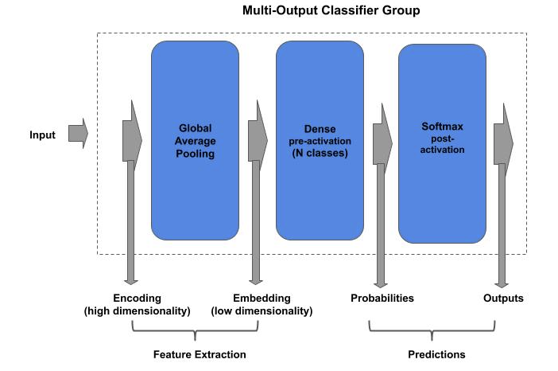 Multi-Output Classifier Group
Input
Global
Average
Pooling
Dense
pre-activation
(N classes)
Softmax
post-
activation
Encoding
(high dimensionality)
Embedding
(low dimensionality)
Probabilities
Outputs
Feature Extraction
Predictions